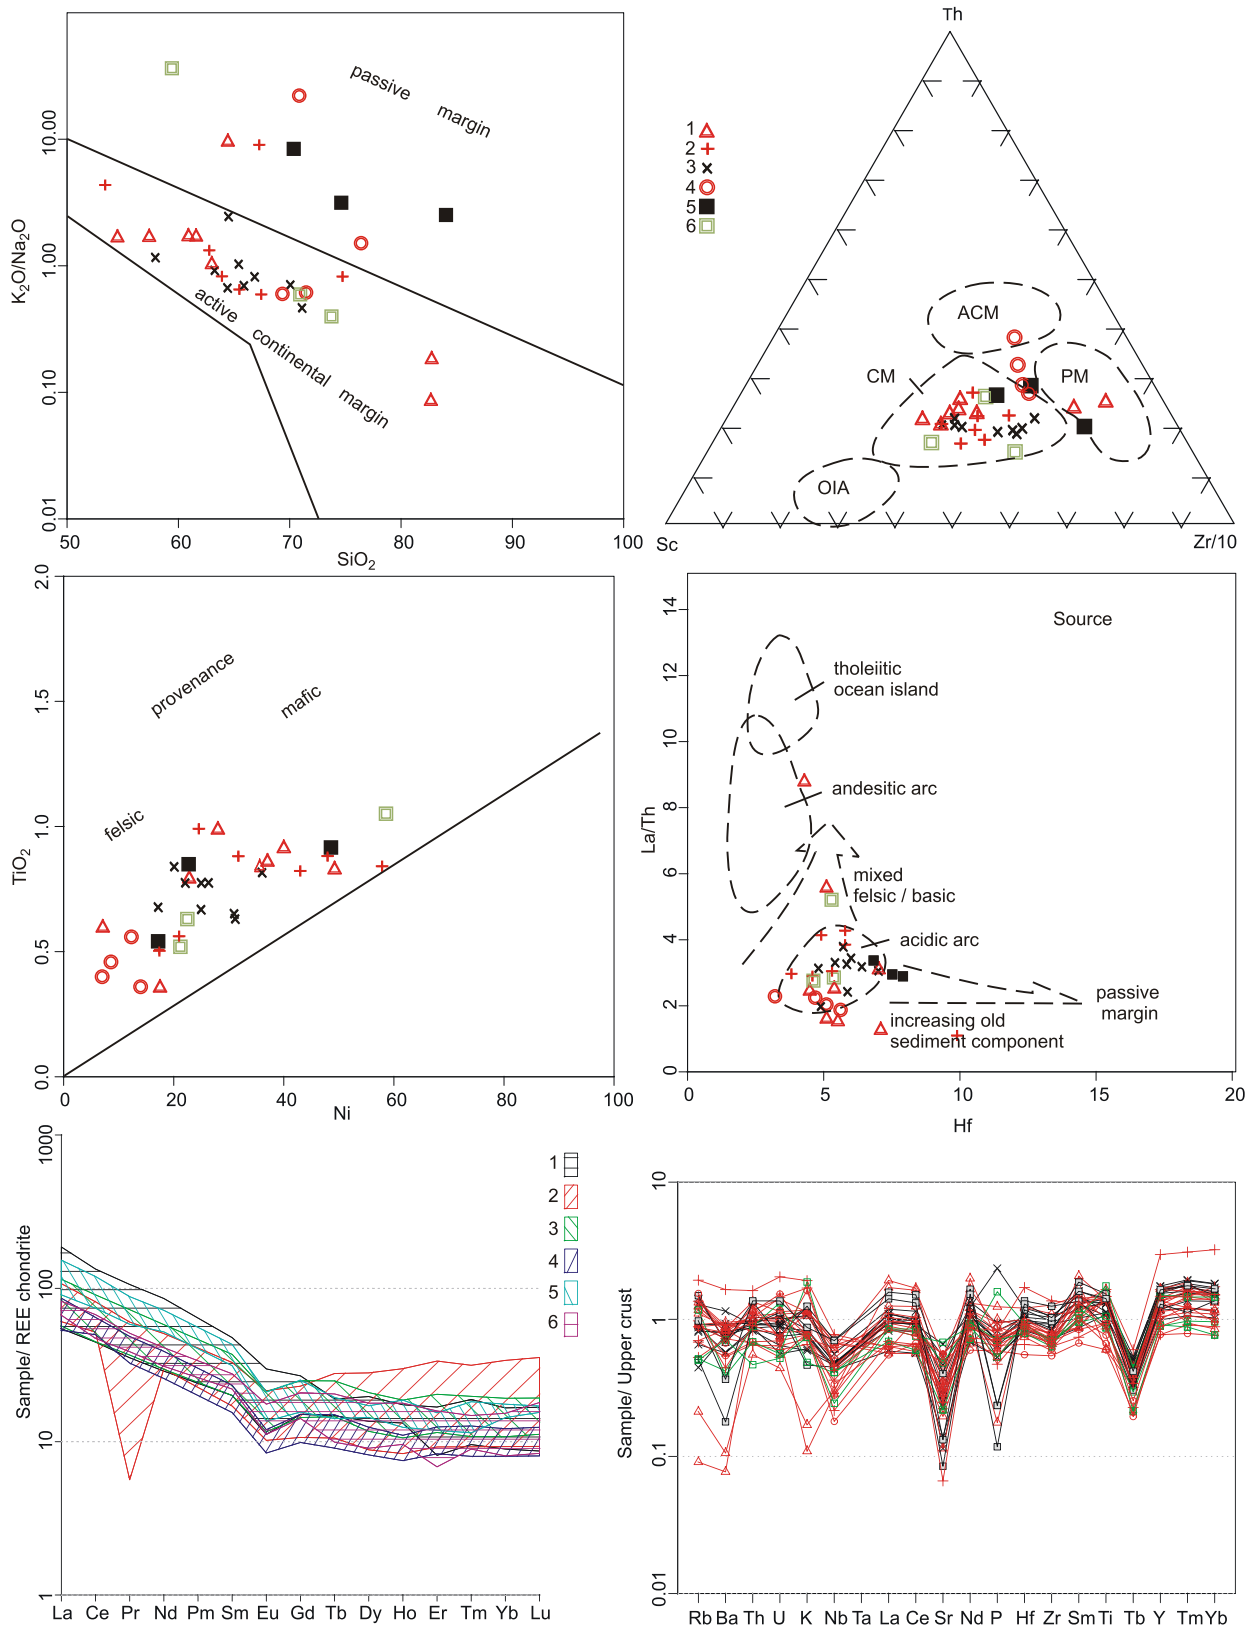 10.00
1.00
0.10
0.01
K2O/Na2O
passive
margin
active
continental
margin
50
60
70
80
90
100
SiO2
Th
1
2
3
4
5
6
ACM
CM
PM
OIA
Sc
Zr/10
2.0
1.5
1.0
0.5
0.0
TiO2
provenance
mafic
felsic
0
20
40
60
80
100
Ni
14
12
10
8
6
4
2
0
La/Th
Source
tholeiitic
ocean island
andesitic arc
mixed
felsic / basic
acidic arc
passive
margin
increasing old
sediment component
0
5
10
15
20
Hf
1000
100
10
1
Sample/ REE chondrite
1
2
3
4
5
6
La Ce Pr Nd Pm Sm Eu Gd Tb Dy Ho Er Tm Yb Lu
10
1
0.1
0.01
Sample/ Upper crust
Rb Ba Th U K Nb Ta La Ce Sr Nd P Hf Zr Sm Ti Tb Y Tm Yb